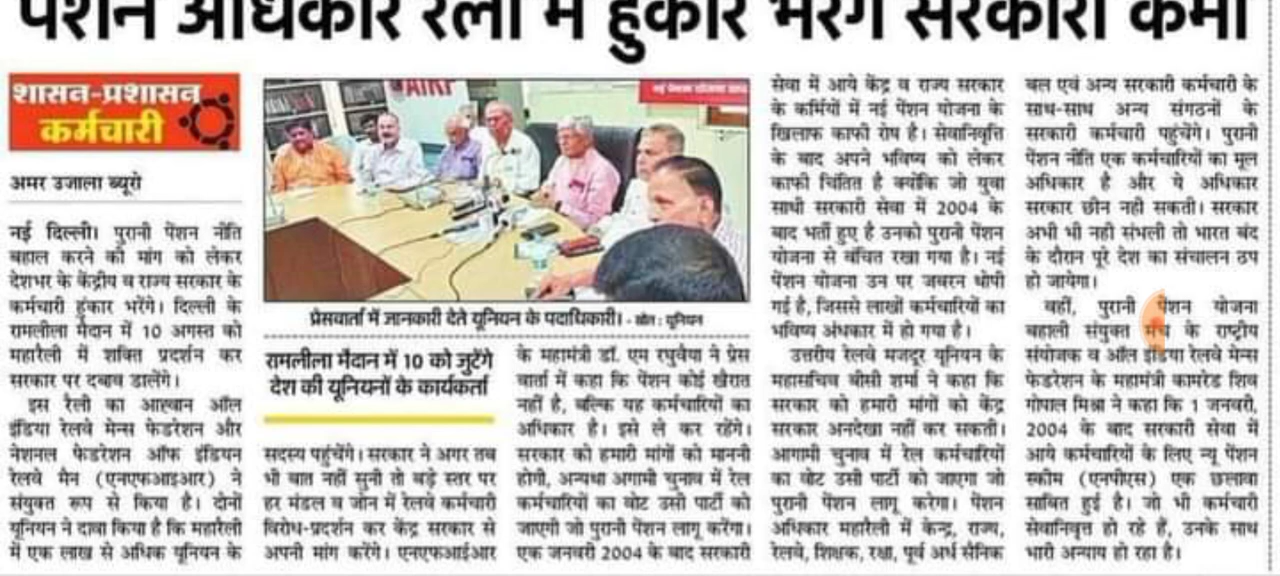 पेंशन अधिकार रैली में हुंकार भरेंगे सरकारी कर्मी
शासन-प्रशासन
कर्मचारी
अमर उजाला ब्यूरो
नई दिल्ली। पुरानी पेंशन नीति
बहाल करने की मांग को लेकर
देशभर के केंद्रीय व राज्य सरकार के
कर्मचारी हुंकार भरेंगे। दिल्ली के
रामलीला मैदान में 10 अगस्त को
महारैली में शक्ति प्रदर्शन कर
सरकार पर दबाव डालेंगे।
इस रैली का आह्वान ऑल
इंडिया रेलवे मेन्स फेडरेशन और
नेशनल फेडरेशन ऑफ इंडियन
रेलवे मैन (एनएफआइआर) ने
संयुक्त रूप से किया है। दोनों
यूनियन ने दावा किया है कि महारैली
में एक लाख से अधिक यूनियन के
AIRF
प्रेसवार्ता में जानकारी देते यूनियन के पदाधिकारी। - स्रोत : यूनियन
रामलीला मैदान में 10 को जुटेंगे
देश की यूनियनों के कार्यकर्ता
सदस्य पहुंचेंगे। सरकार ने अगर तब
भी बात नहीं सुनी तो बड़े स्तर पर
हर मंडल व जोन में रेलवे कर्मचारी
विरोध-प्रदर्शन कर केंद्र सरकार से
अपनी मांग करेंगे। एनएफआईआर
के महामंत्री डॉ. एम रघुवैया ने प्रेस
वार्ता में कहा कि पेंशन कोई खैरात
नहीं है, बल्कि यह कर्मचारियों का
अधिकार है। इसे ले कर रहेंगे।
सरकार को हमारी मांगों को माननी
होगी, अन्यथा अगामी चुनाव में रेल
कर्मचारियों का वोट उसी पार्टी को
जाएगी जो पुरानी पेंशन लागू करेंगा।
एक जनवरी 2004 के बाद सरकारी
सेवा में आये केंद्र व राज्य सरकार
के कर्मियों में नई पेंशन योजना के
खिलाफ काफी रोष है। सेवानिवृत्ति
के बाद अपने भविष्य को लेकर
काफी चिंतित है क्योंकि जो युवा
साथी सरकारी सेवा में 2004 के
बाद भर्ती हुए है उनको पुरानी पेंशन
योजना से वंचित रखा गया है। नई
पेंशन योजना उन पर जबरन थोपी
गई है, जिससे लाखों कर्मचारियों का
भविष्य अंधकार में हो गया है।
उत्तरीय रेलवे मजदूर यूनियन के
महासचिव बीसी शर्मा ने कहा कि
सरकार को हमारी मांगों को केंद्र
सरकार अनदेखा नहीं कर सकती।
आगामी चुनाव में रेल कर्मचारियों
का वोट उसी पार्टी को जाएगा जो
पुरानी पेंशन लागू करेगा। पेंशन
अधिकार महारैली में केन्द्र, राज्य,
रेलवे, शिक्षक, रक्षा, पूर्व अर्ध सैनिक
बल एवं अन्य सरकारी कर्मचारी के
साथ-साथ अन्य संगठनों के
सरकारी कर्मचारी पहुंचेंगे। पुरानी
पेंशन नीति एक कर्मचारियों का मूल
अधिकार है और ये अधिकार
सरकार छीन नही सकती। सरकार
अभी भी नही संभली तो भारत बंद
के दौरान पूरे देश का संचालन ठप
हो जायेगा।
वहीं, पुरानी पेंशन योजना
बहाली संयुक्त मंच के राष्ट्रीय
संयोजक व ऑल इंडिया रेलवे मेन्स
फेडरेशन के महामंत्री कामरेड शिव
गोपाल मिश्रा ने कहा कि 1 जनवरी,
2004 के बाद सरकारी सेवा में
आये कर्मचारियों के लिए न्यू पेंशन
स्कीम (एनपीएस) एक छलावा
साबित हुई है। जो भी कर्मचारी
सेवानिवृत्त हो रहे हैं, उनके साथ
भारी अन्याय हो रहा है।